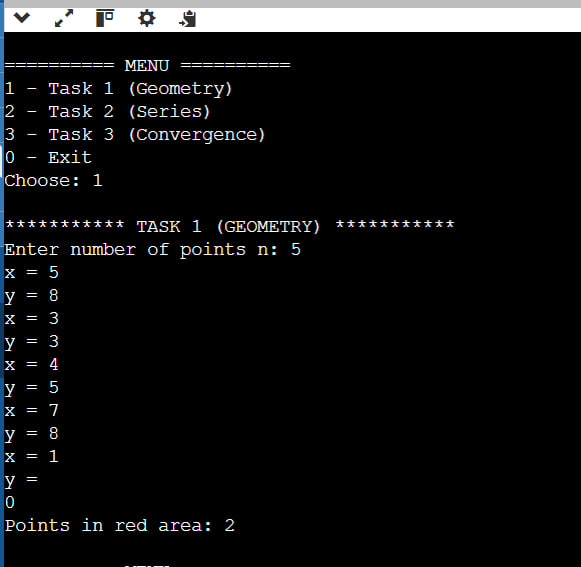 ========== MENU ==========
1 - Task 1 (Geometry)
2 - Task 2 (Series)
3 - Task 3 (Convergence)
0 - Exit
Choose: 1
*********** TASK 1 (GEOMETRY) ***********
Enter number of points n: 5
x = 5
y = 8
x = 3
y = 3
x = 4
y = 5
x = 7
y = 8
x = 1
y =
0
Points in red area: 2